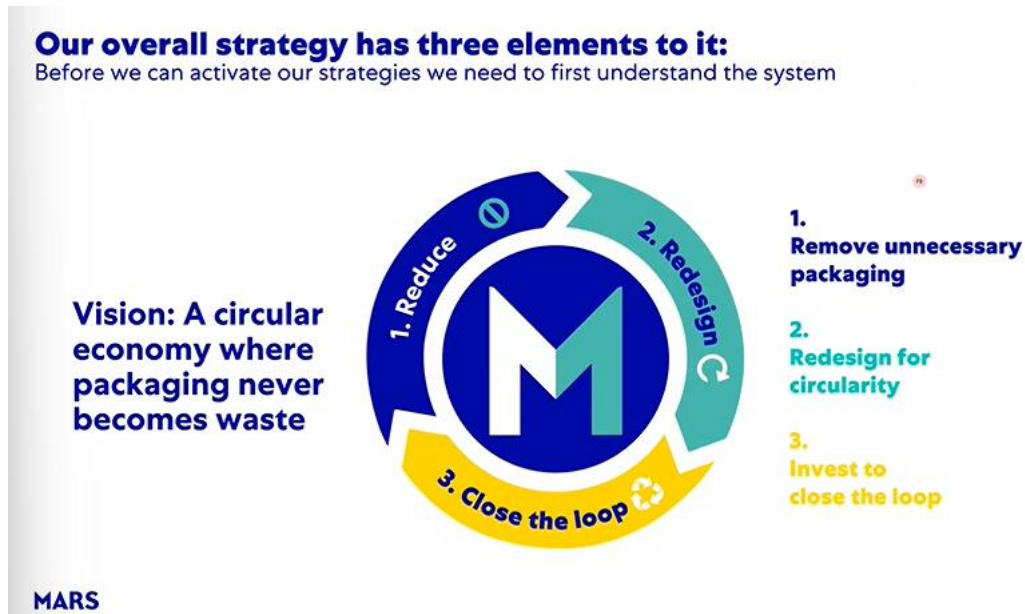 Our overall strategy has three elements to it:
Before we can activate our strategies we need to first understand the system
Vision: A circular
economy where
packaging never
becomes waste
1. Reduce
2. Redesign
3. Close the loop
M
1.
Remove unnecessary
packaging
2.
Redesign for
circularity
3.
Invest to
close the loop
MARS